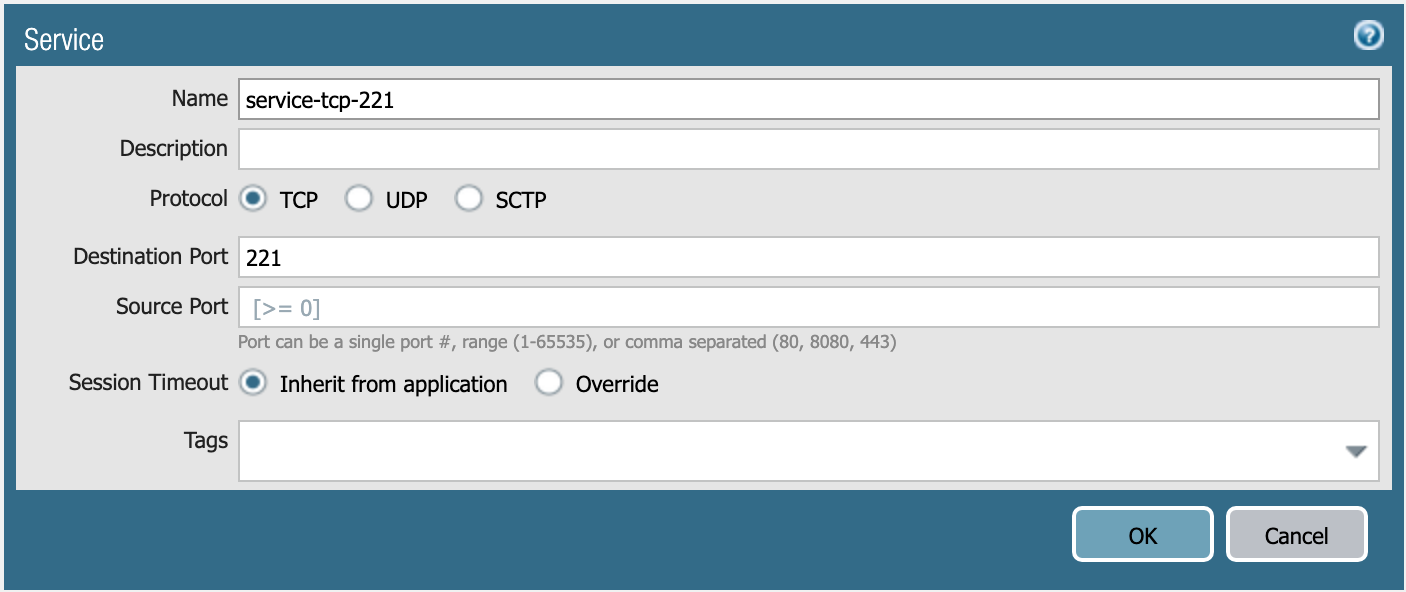 Service
?
Name service-tcp-221
Description
Protocol TCP UDP SCTP
Destination Port 221
Source Port [>= 0]
Port can be a single port #, range (1-65535), or comma separated (80, 8080, 443)
Session Timeout Inherit from application Override
Tags
OK Cancel